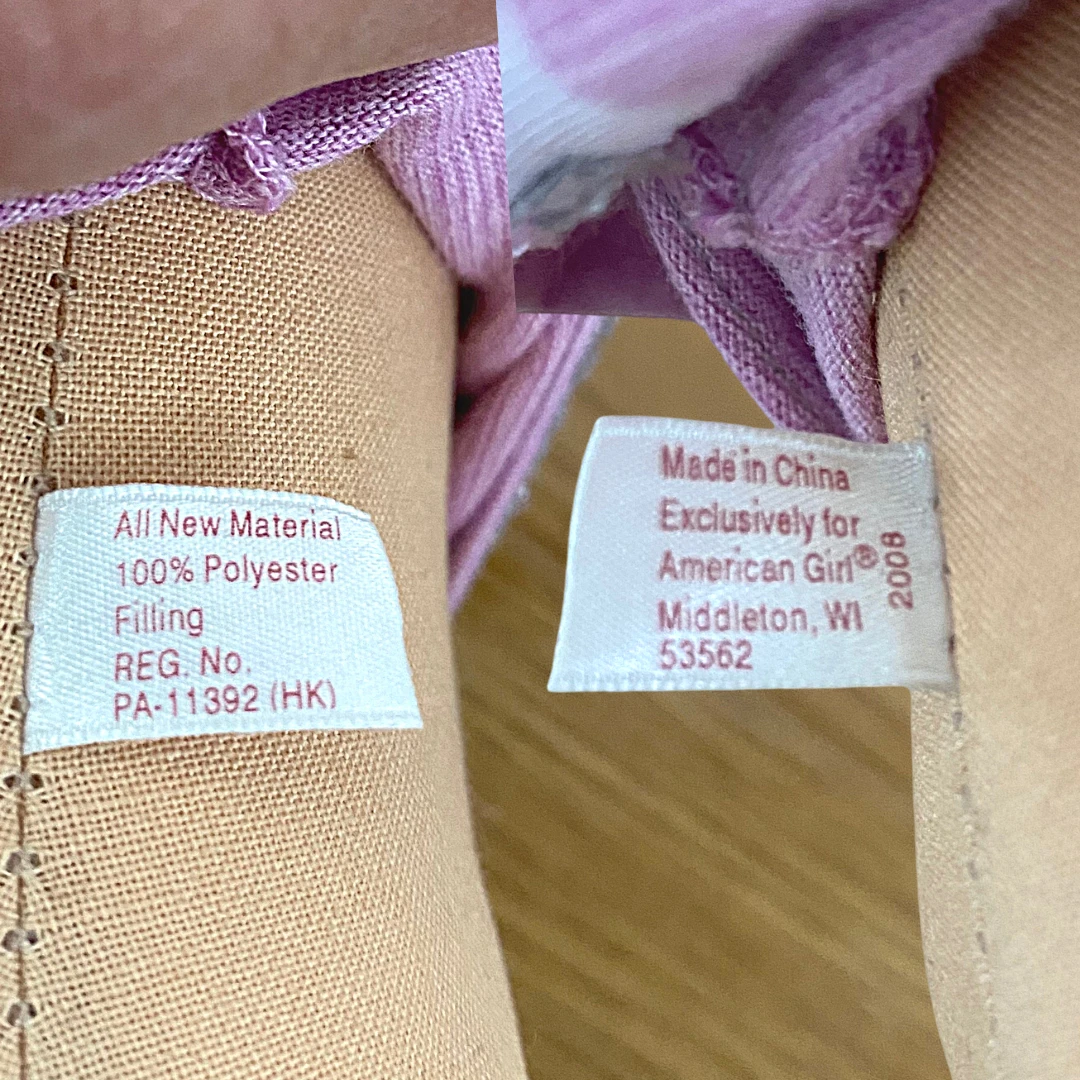 All New Material
100% Polyester
Filling
REG. No.
PA-11392 (HK)
Made in China
Exclusively for
American Girl®
Middleton, WI
53562
2008